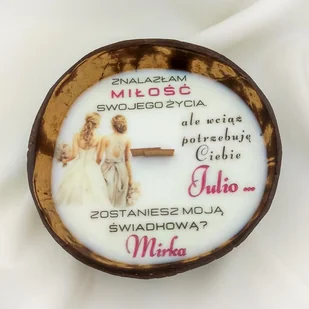 ZNALAZŁAM
MIŁOŚĆ
SWOJEGO ŻYCIA
ale wciąż
potrzebuję
Ciebie
Julio ...
ZOSTANIESZ MOJĄ
ŚWIADKOWĄ?
Mirka